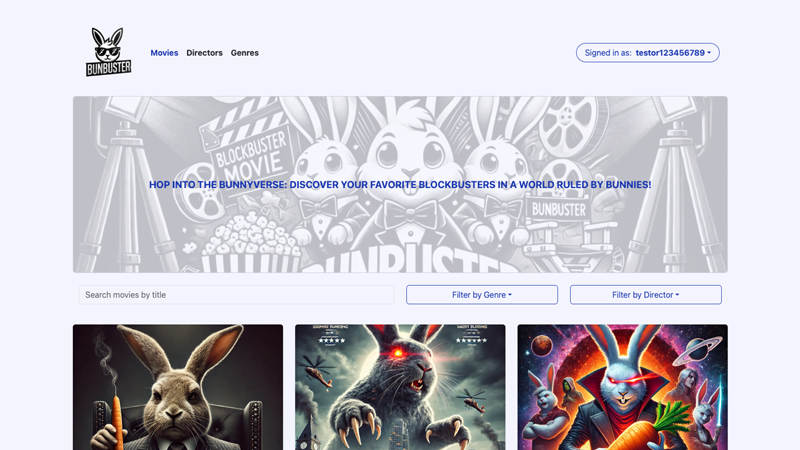 BUNBUSTER
Movies
Directors
Genres
Signed in as: testor123456789
BLOCKBUSTER
MOVIE
HOP INTO THE BUNNYVERSE: DISCOVER YOUR FAVORITE BLOCKBUSTERS IN A WORLD RULED BY BUNNIES!
BUNBUSTER
BUNBUSTER
Search movies by title
Filter by Genre
Filter by Director